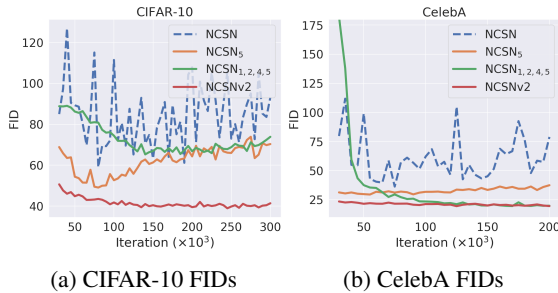 CIFAR-10
FID
120
100
80
60
40
50
100
150
200
250
300
Iteration (×10³)
NCSN
NCSN₅
NCSN₁, ₂, ₄, ₅
NCSNv2
(a) CIFAR-10 FIDs
CelebA
FID
175
150
125
100
75
50
25
50
100
150
200
Iteration (×10³)
NCSN
NCSN₅
NCSN₁, ₂, ₄, ₅
NCSNv2
(b) CelebA FIDs